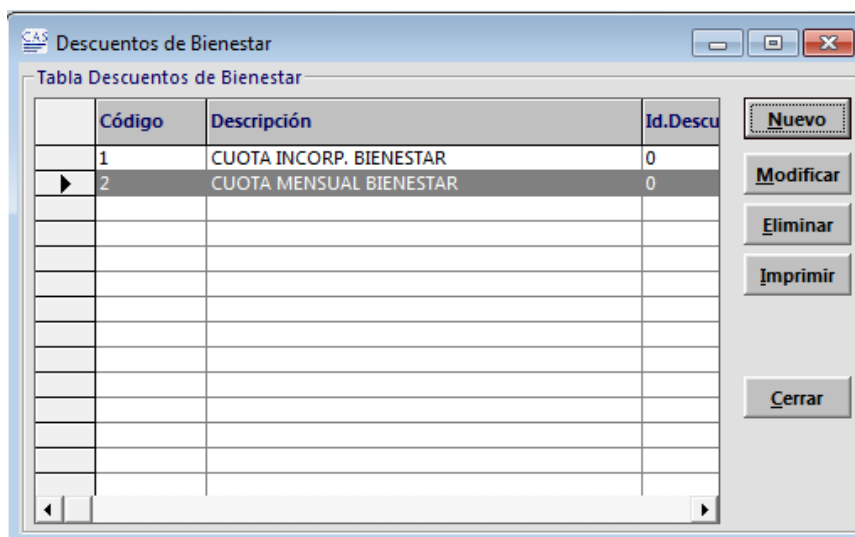 CAS Descuentos de Bienestar
Tabla Descuentos de Bienestar
Código Descripción Id.Descu
1 CUOTA INCORP. BIENESTAR 0
2 CUOTA MENSUAL BIENESTAR 0
Nuevo
Modificar
Eliminar
Imprimir
Cerrar